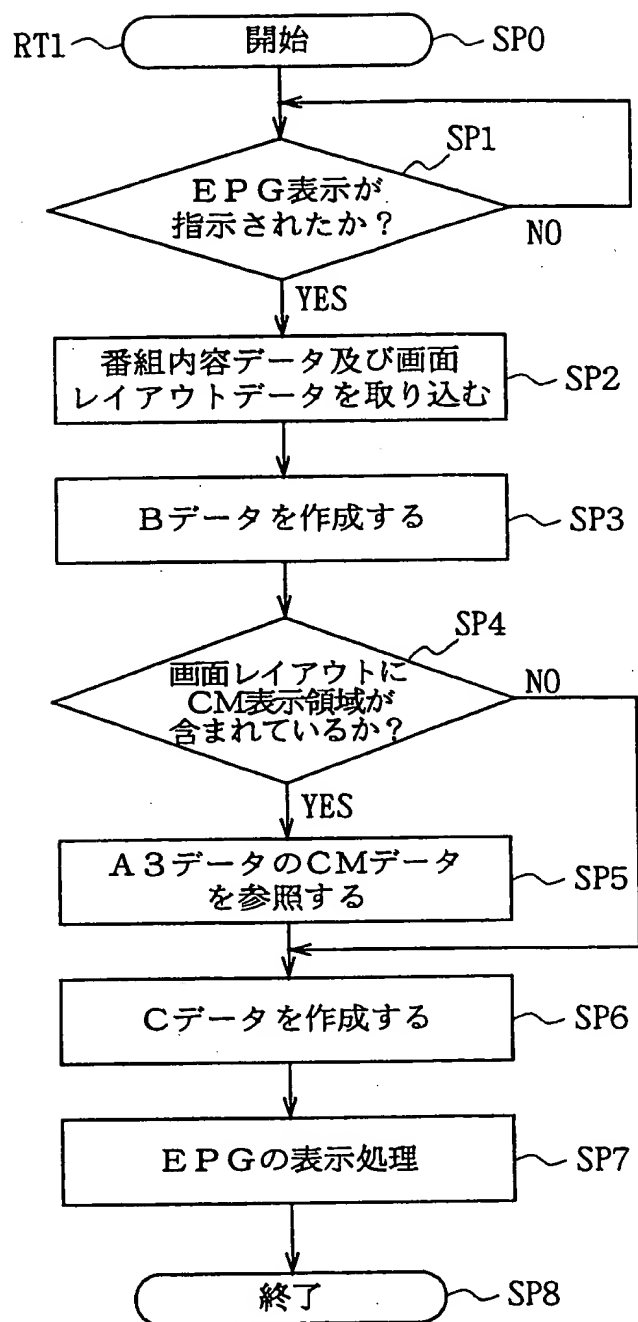 RT1
開始
SP0
SP1
EPG表示が
指示されたか?
NO
YES
番組内容データ及び画面
レイアウトデータを取り込む
SP2
Bデータを作成する
SP3
SP4
画面レイアウトに
CM表示領域が
含まれているか?
NO
YES
A3データのCMデータ
を参照する
SP5
Cデータを作成する
SP6
EPGの表示処理
SP7
終了
SP8